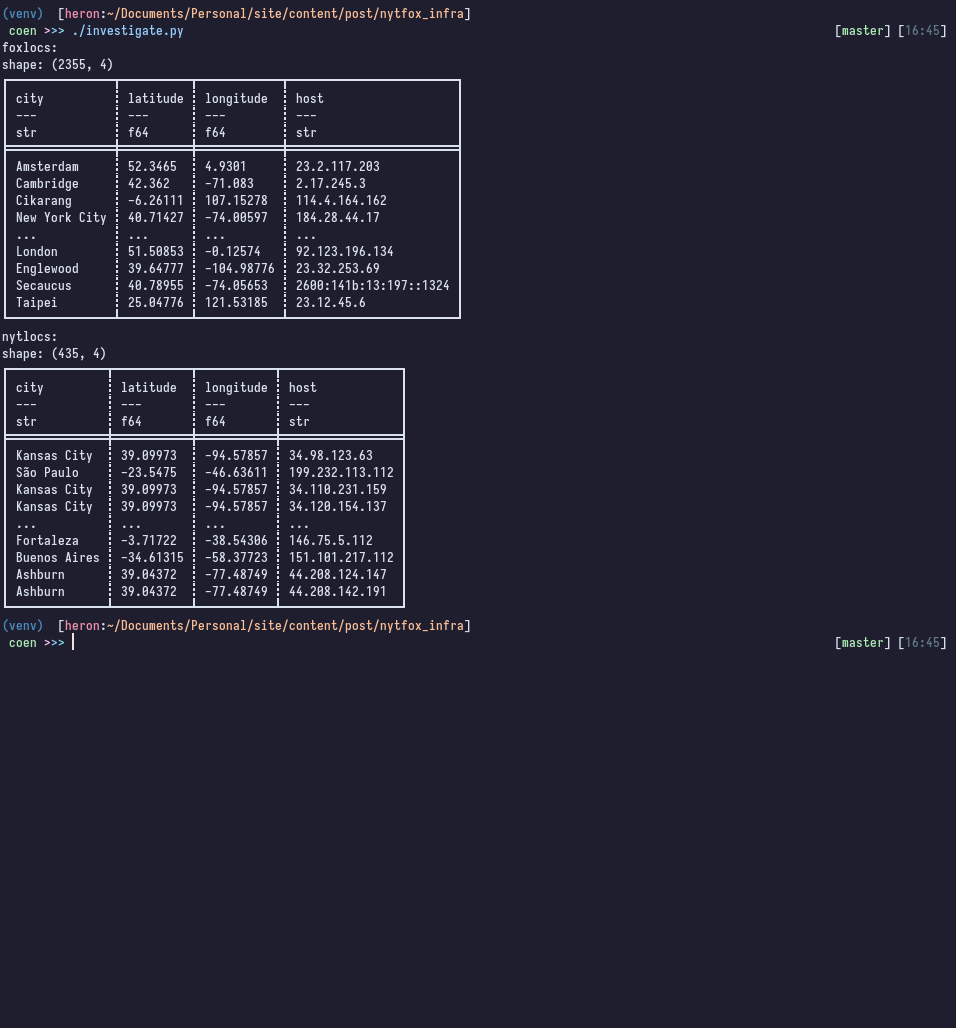 (venv) [heron:~/Documents/Personal/site/content/post/nytfox_infra]
coen >>> ./investigate.py [master] [16:45]
foxlocs:
shape: (2355, 4)
city latitude longitude host
--- --- --- ---
str f64 f64 str
Amsterdam 52.3465 4.9301 23.2.117.203
Cambridge 42.362 -71.083 2.17.245.3
Cikarang -6.26111 107.15278 114.4.164.162
New York City 40.71427 -74.00597 184.28.44.17
... ... ... ...
London 51.50853 -0.12574 92.123.196.134
Englewood 39.64777 -104.98776 23.32.253.69
Secaucus 40.78955 -74.05653 2600:141b:13:197::1324
Taipei 25.04776 121.53185 23.12.45.6
nytlocs:
shape: (435, 4)
city latitude longitude host
--- --- --- ---
str f64 f64 str
Kansas City 39.09973 -94.57857 34.98.123.63
São Paulo -23.5475 -46.63611 199.232.113.112
Kansas City 39.09973 -94.57857 34.110.231.159
Kansas City 39.09973 -94.57857 34.120.154.137
... ... ... ...
Fortaleza -3.71722 -38.54306 146.75.5.112
Buenos Aires -34.61315 -58.37723 151.101.217.112
Ashburn 39.04372 -77.48749 44.208.124.147
Ashburn 39.04372 -77.48749 44.208.142.191
(venv) [heron:~/Documents/Personal/site/content/post/nytfox_infra]
coen >>> [master] [16:45]